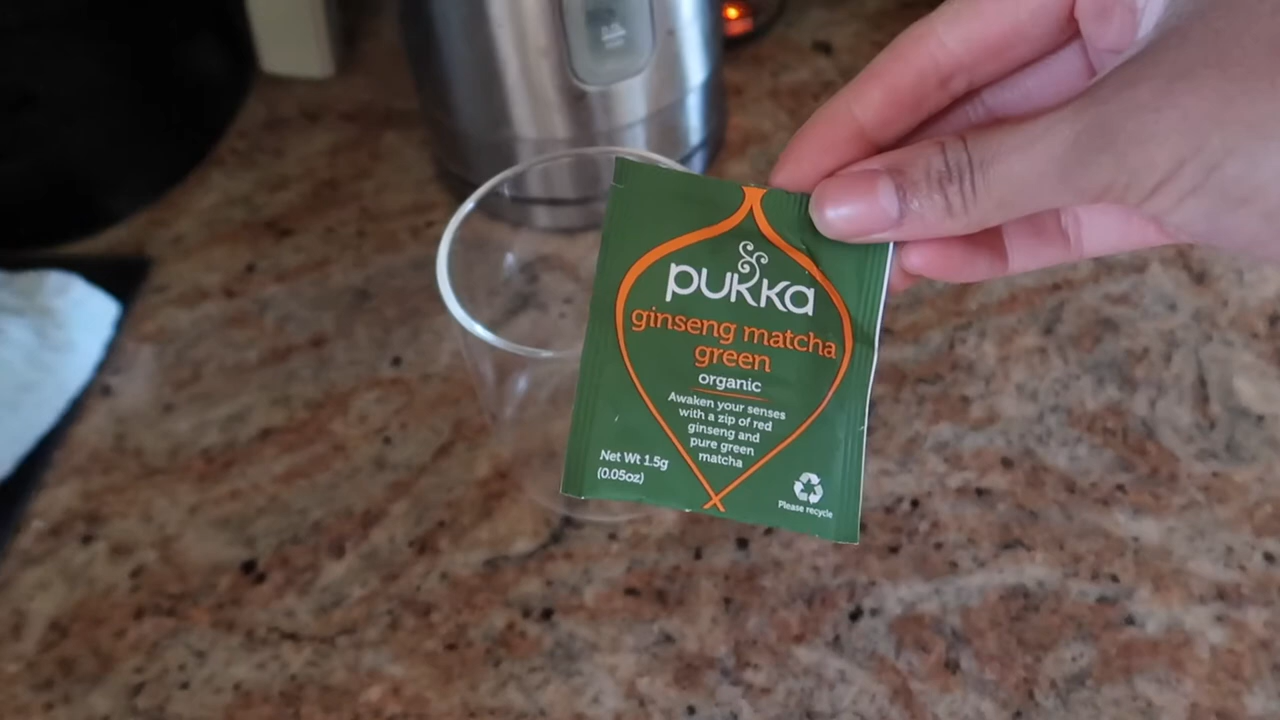 pukka
ginseng matcha
green
organic
Awaken your senses
with a zip of red
ginseng and
pure green
matcha
Net Wt 1.5g
(0.05oz)
Please recycle